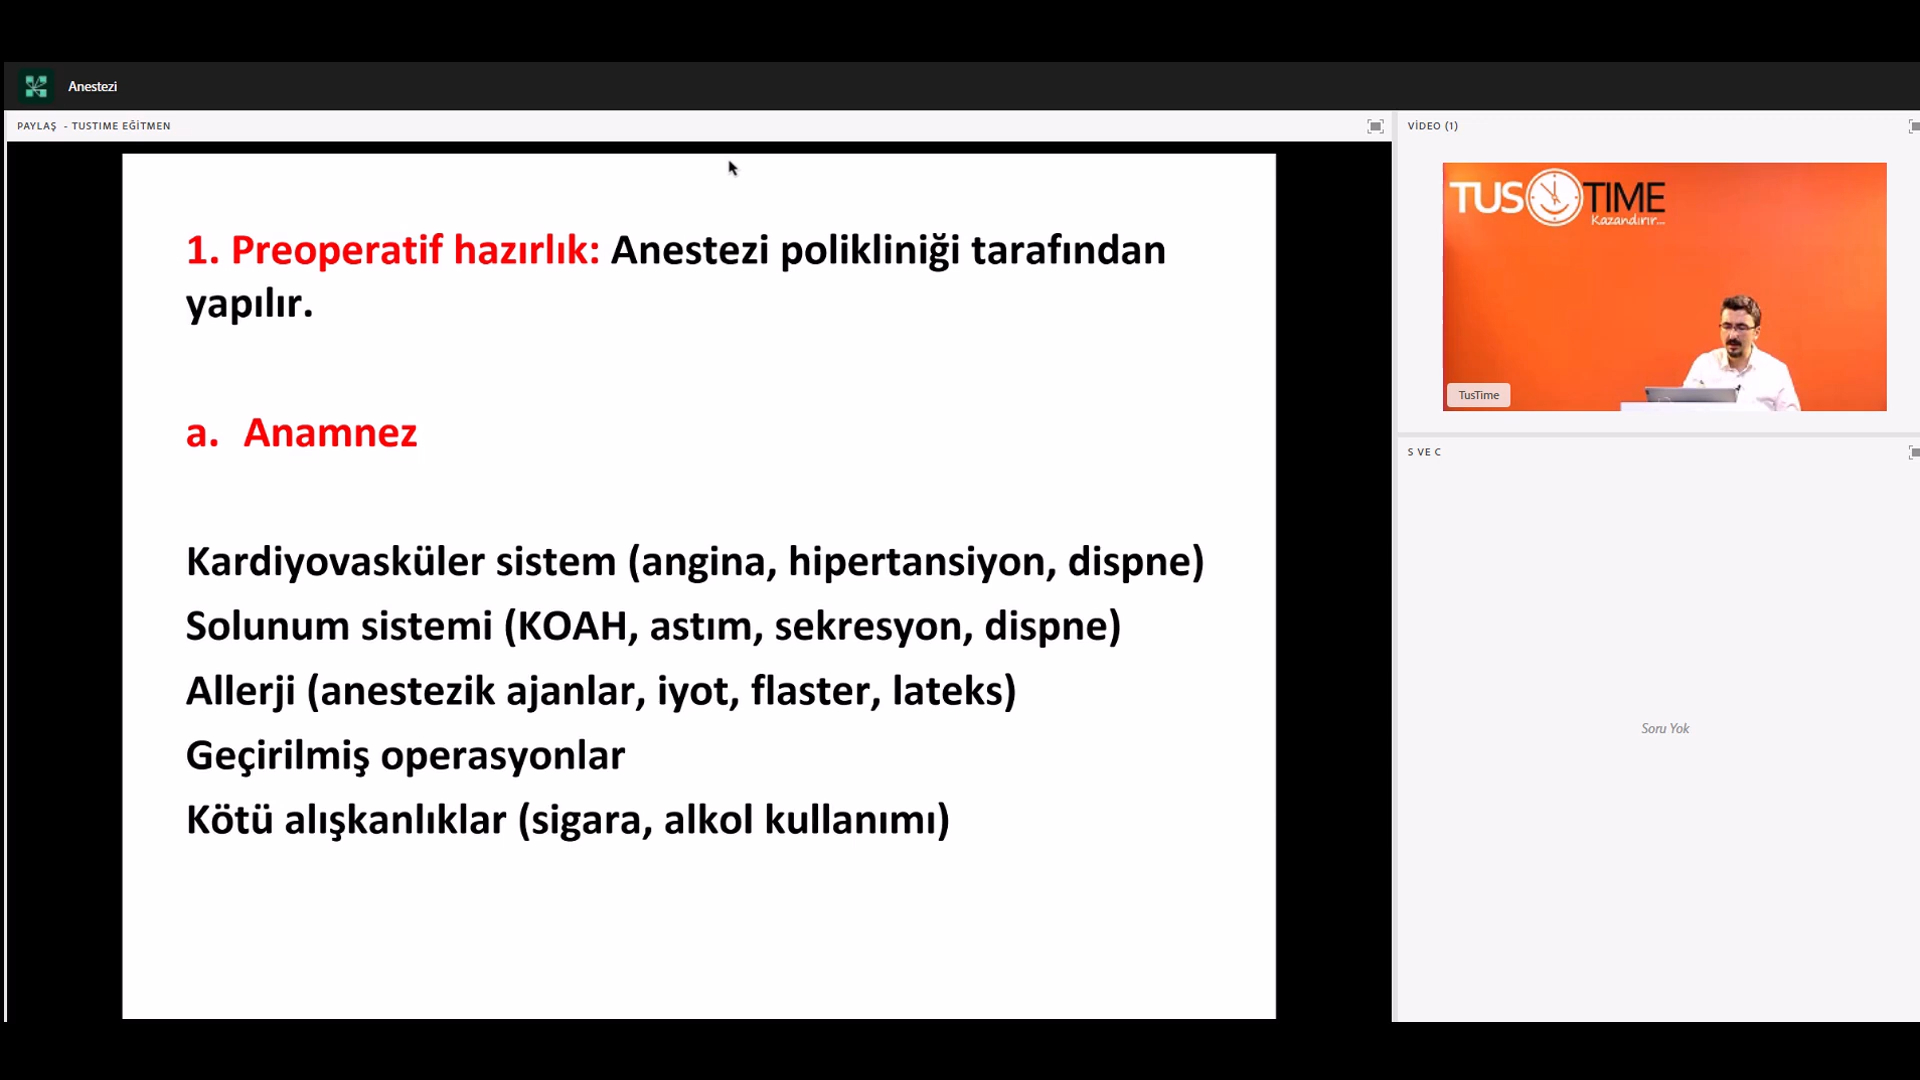 Anestezi
PAYLAŞ - TUSTIME EĞİTMEN
1. Preoperatif hazırlık: Anestezi polikliniği tarafından
yapılır.
a. Anamnez
Kardiyovasküler sistem (angina, hipertansiyon, dispne)
Solunum sistemi (KOAH, astım, sekresyon, dispne)
Allerji (anestezik ajanlar, iyot, flaster, lateks)
Geçirilmiş operasyonlar
Kötü alışkanlıklar (sigara, alkol kullanımı)
VİDEO (1)
TUS TIME
Kazandırır...
TusTime
S VE C
Soru Yok